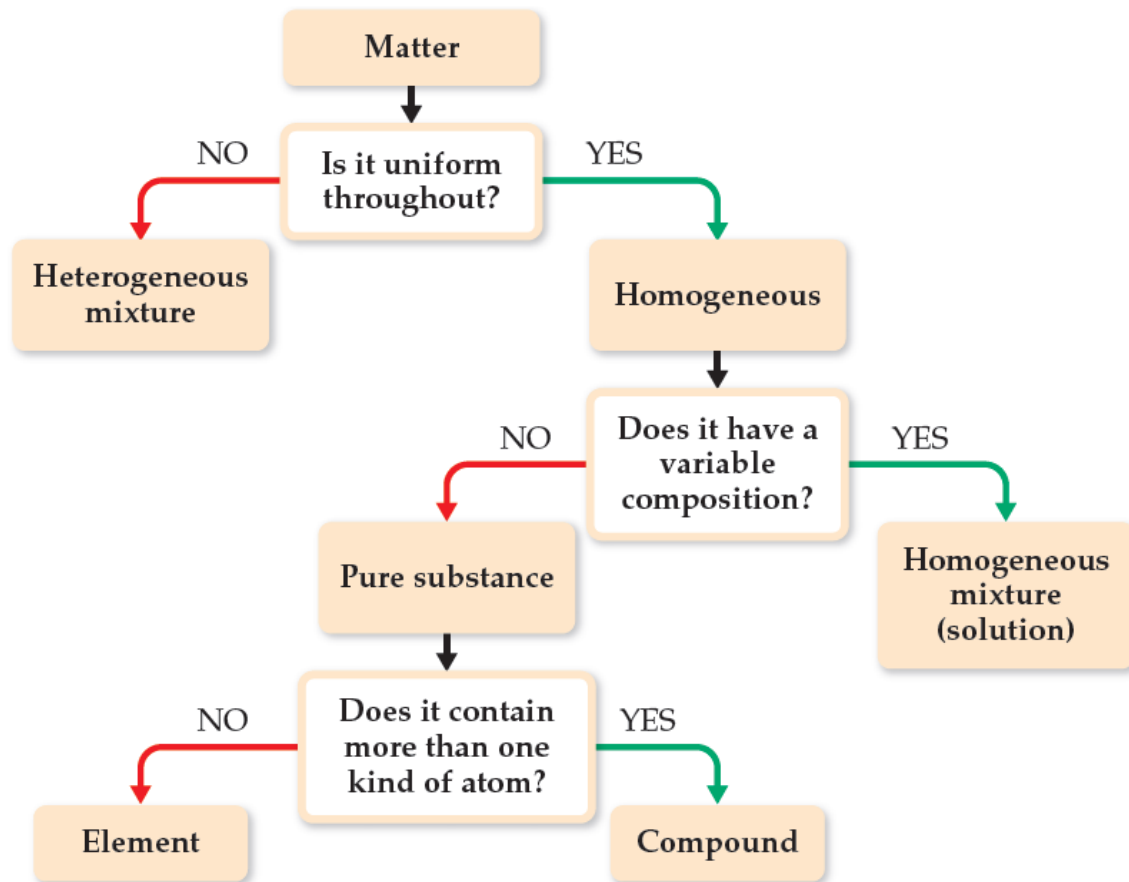 Matter
NO
Is it uniform
throughout?
YES
Heterogeneous
mixture
Homogeneous
NO
Does it have a
variable
composition?
YES
Pure substance
Homogeneous
mixture
(solution)
NO
Does it contain
more than one
kind of atom?
YES
Element
Compound